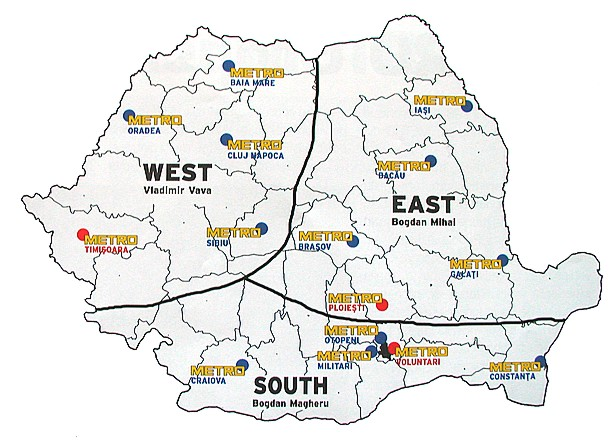 METRO
BAIA MARE
METRO
IAȘI
METRO
ORADEA
METRO
CLUJ NAPOCA
METRO
BACĂU
WEST
Vladimir Vava
EAST
Bogdan Mihai
METRO
TIMIȘOARA
METRO
SIBIU
METRO
BRAȘOV
METRO
GALAȚI
METRO
PLOIEȘTI
METRO
OTOPENI
METRO
MILITARI
METRO
VOLUNTARI
METRO
CRAIOVA
METRO
CONSTANȚA
SOUTH
Bogdan Magheru